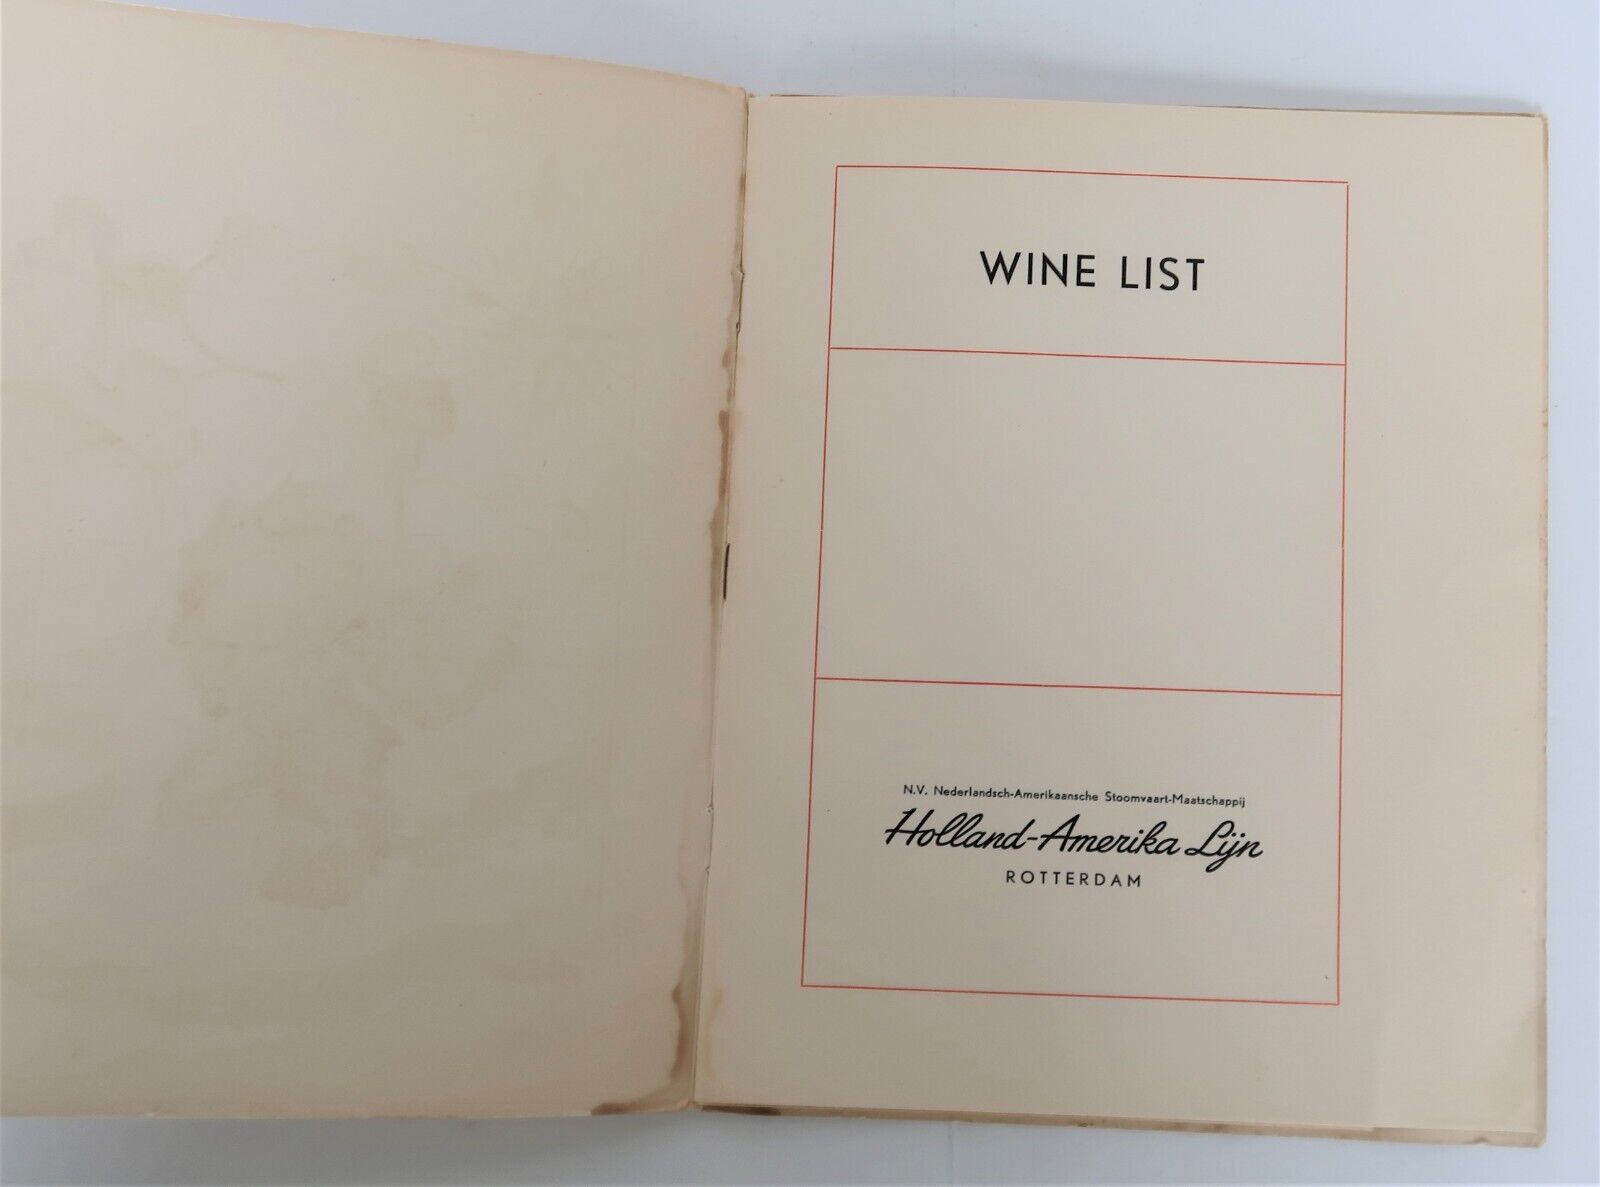 WINE LIST
N.V. Nederlandsch-Amerikaansche Stoomvaart-Maatschappij
Holland-Amerika Lijn
ROTTERDAM